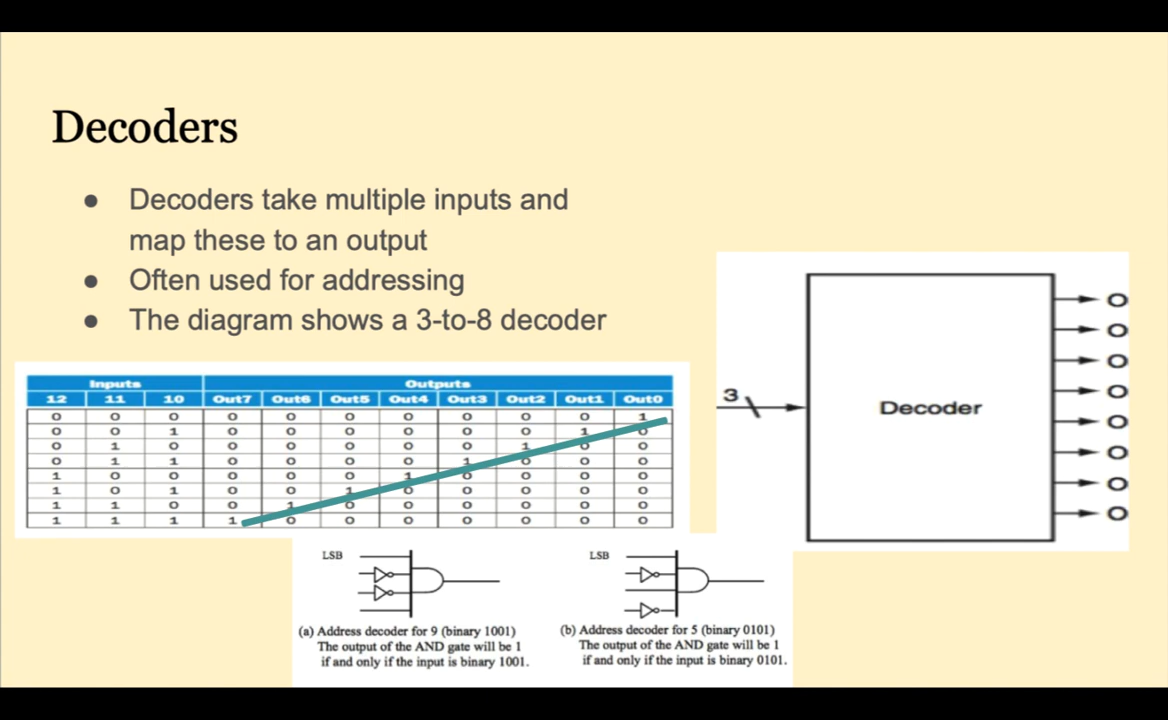 Decoders
● Decoders take multiple inputs and
map these to an output
● Often used for addressing
● The diagram shows a 3-to-8 decoder
Inputs Outputs
12 11 10 Out7 Out6 Out5 Out4 Out3 Out2 Out1 Out0
0 0 0 0 0 0 0 0 0 0 1
0 0 1 0 0 0 0 0 0 1 0
0 1 0 0 0 0 0 0 1 0 0
0 1 1 0 0 0 0 1 0 0 0
1 0 0 0 0 0 1 0 0 0 0
1 0 1 0 0 1 0 0 0 0 0
1 1 0 0 1 0 0 0 0 0 0
1 1 1 1 0 0 0 0 0 0 0
3
Decoder
O
O
O
O
O
O
O
O
LSB
(a) Address decoder for 9 (binary 1001)
The output of the AND gate will be 1
if and only if the input is binary 1001.
LSB
(b) Address decoder for 5 (binary 0101)
The output of the AND gate will be 1
if and only if the input is binary 0101.